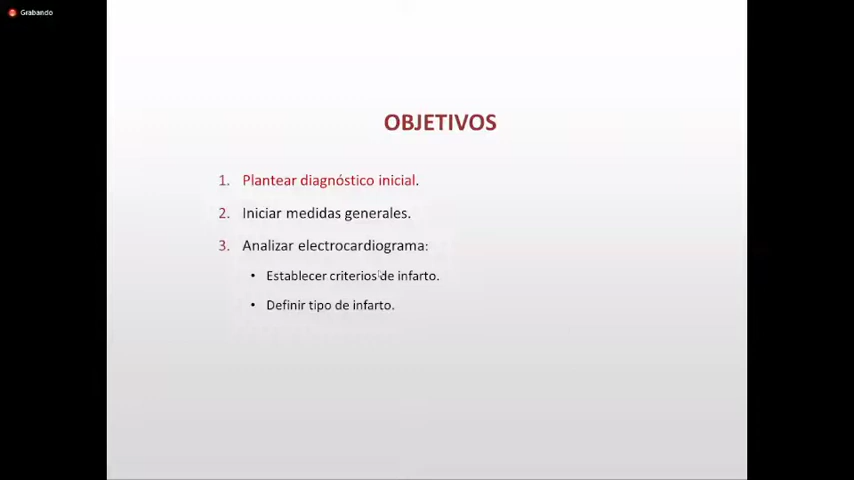 Grabando
OBJETIVOS
1. Plantear diagnóstico inicial.
2. Iniciar medidas generales.
3. Analizar electrocardiograma:
• Establecer criterios de infarto.
• Definir tipo de infarto.